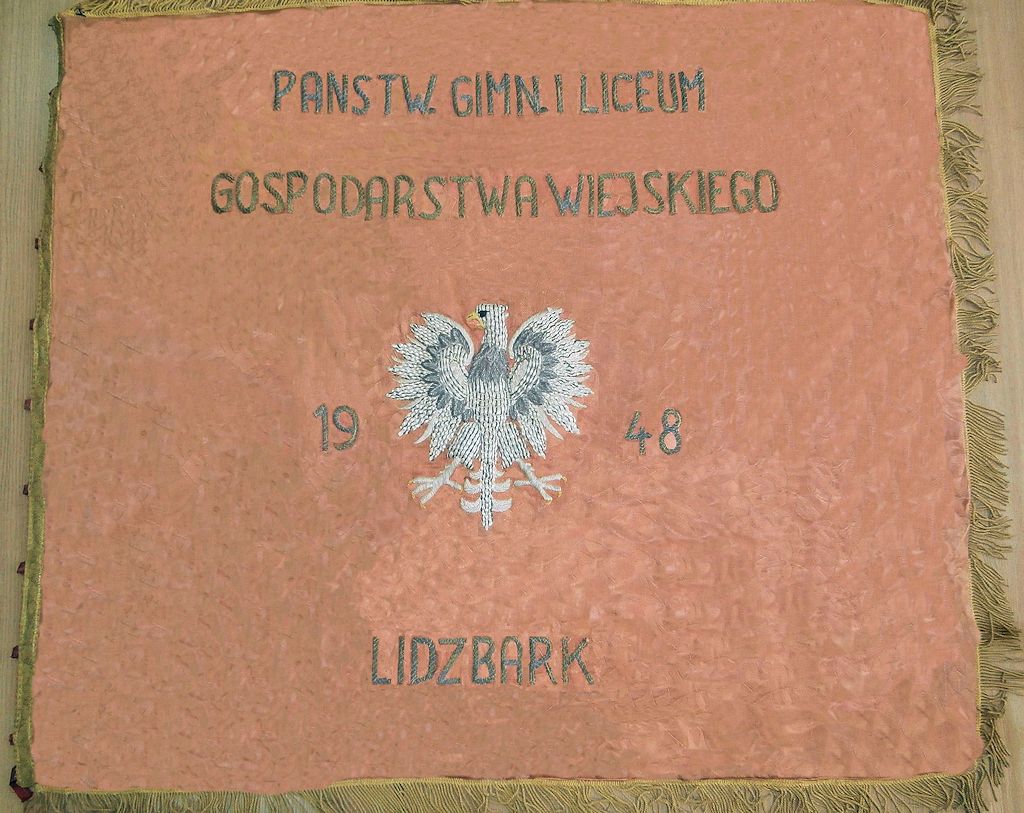 PANSTW. GIMN. I LICEUM
GOSPODARSTWA WIEJSKIEGO
19 48
LIDZBARK